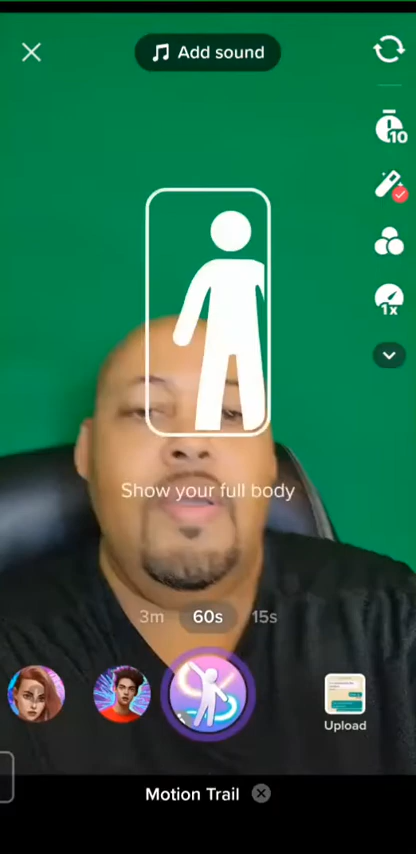 Add sound
10
1x
Show your full body
3m 60s 15s
Upload
Motion Trail